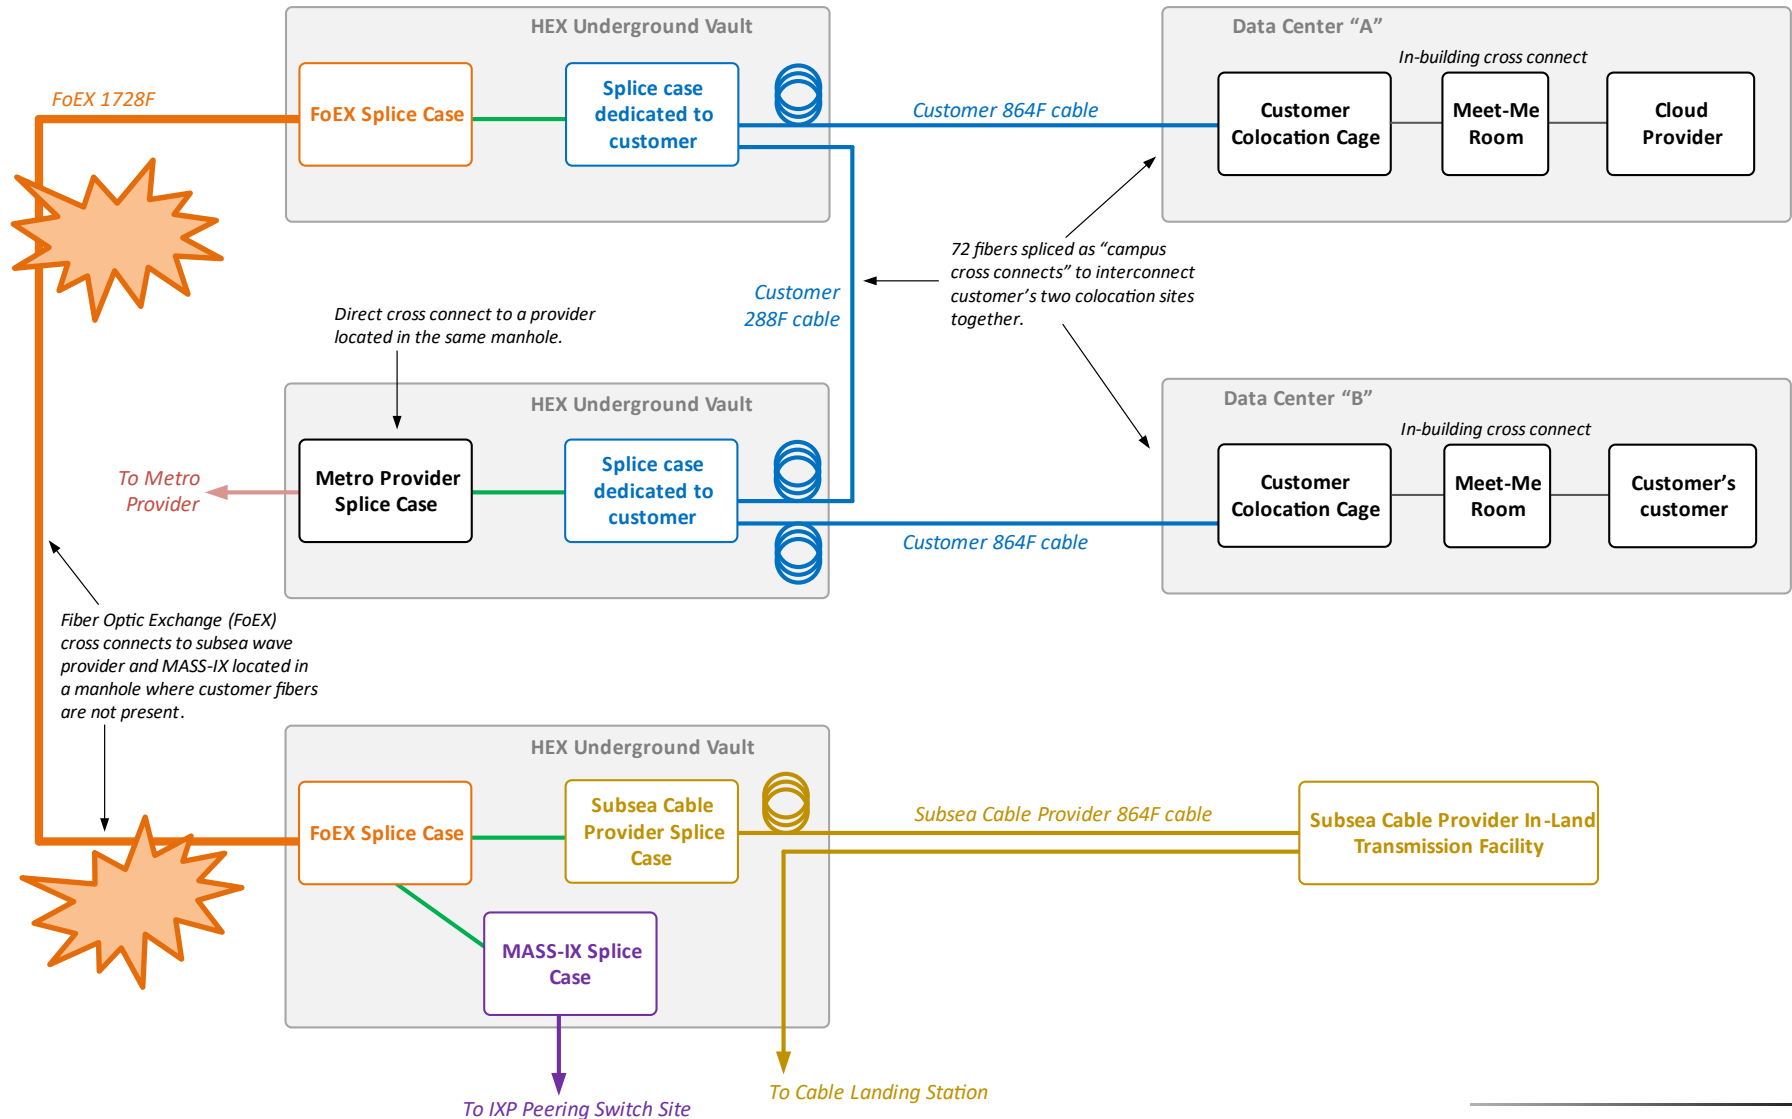 HEX Underground Vault
FoEX 1728F
FoEX Splice Case
Splice case
dedicated to
customer
Customer 864F cable
Data Center “A”
In-building cross connect
Customer
Colocation Cage
Meet-Me
Room
Cloud
Provider
72 fibers spliced as “campus
cross connects” to interconnect
customer’s two colocation sites
together.
Customer
288F cable
Direct cross connect to a provider
located in the same manhole.
HEX Underground Vault
To Metro
Provider
Metro Provider
Splice Case
Splice case
dedicated to
customer
Customer 864F cable
Data Center “B”
In-building cross connect
Customer
Colocation Cage
Meet-Me
Room
Customer’s
customer
Fiber Optic Exchange (FoEX)
cross connects to subsea wave
provider and MASS-IX located in
a manhole where customer fibers
are not present.
HEX Underground Vault
FoEX Splice Case
Subsea Cable
Provider Splice
Case
Subsea Cable Provider 864F cable
Subsea Cable Provider In-Land
Transmission Facility
MASS-IX Splice
Case
To Cable Landing Station
To IXP Peering Switch Site